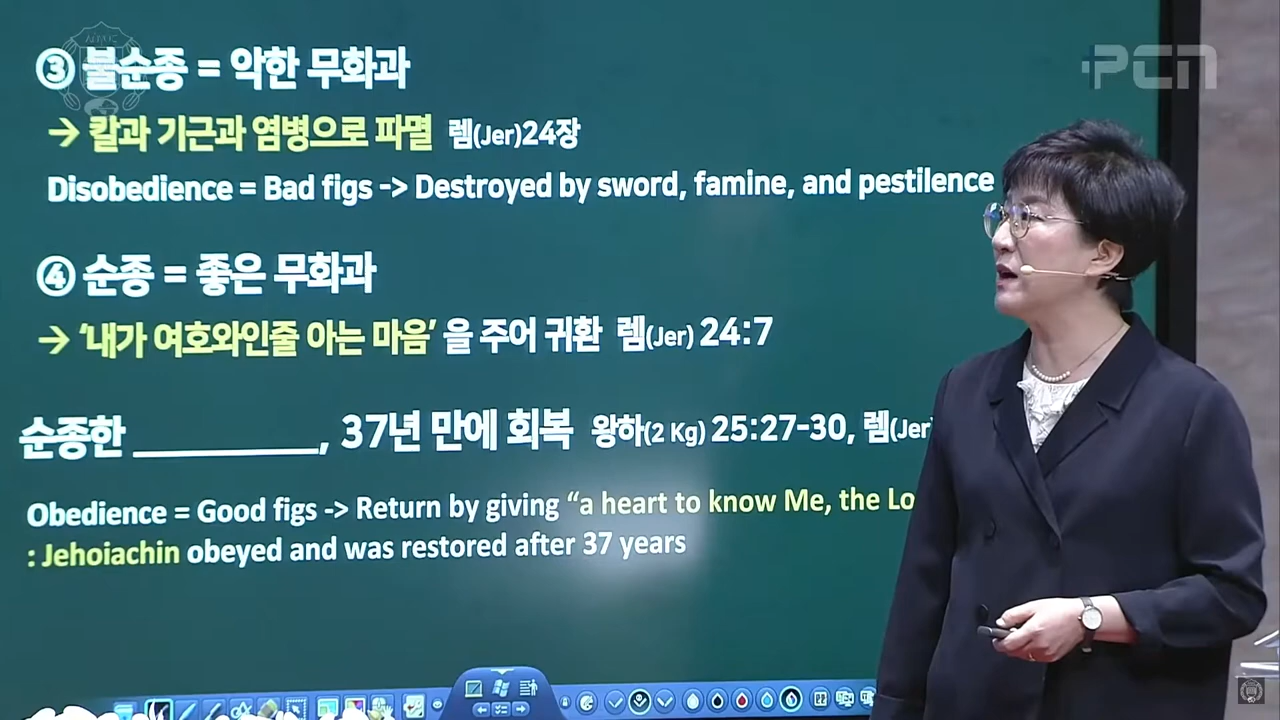 ③ 불순종 = 악한 무화과
PCN
→ 칼과 기근과 염병으로 파멸 렘(Jer)24장
Disobedience = Bad figs -> Destroyed by sword, famine, and pestilence
④ 순종 = 좋은 무화과
→ ‘내가 여호와인줄 아는 마음’ 을 주어 귀환 렘(Jer) 24:7
순종한 __________, 37년 만에 회복 왕하(2 Kg) 25:27-30, 렘(Jer)
Obedience = Good figs -> Return by giving “a heart to know Me, the Lo
: Jehoiachin obeyed and was restored after 37 years